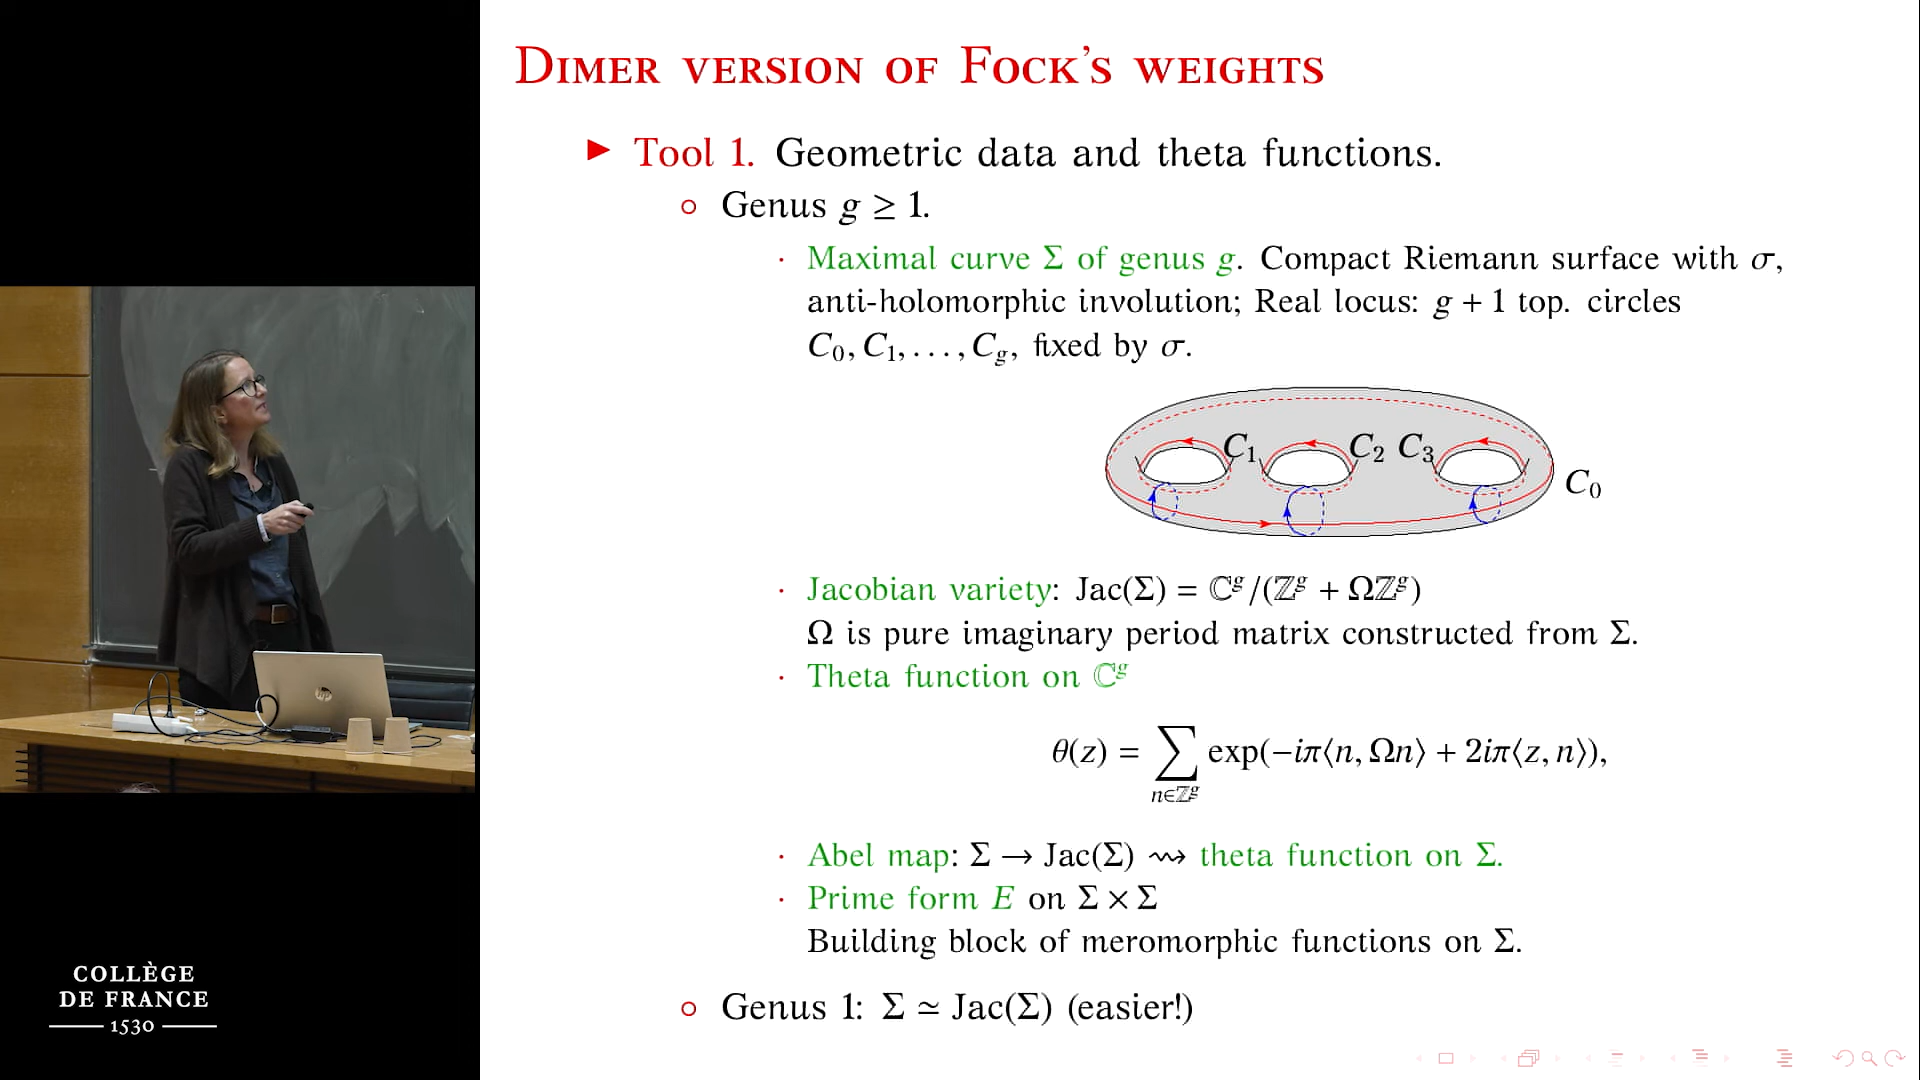 Dimer version of Fock's weights
► Tool 1. Geometric data and theta functions.
∘ Genus g ≥ 1.
· Maximal curve Σ of genus g. Compact Riemann surface with σ,
anti-holomorphic involution; Real locus: g + 1 top. circles
C₀, C₁, . . . , C_g, fixed by σ.
C₁ C₂ C₃
C₀
· Jacobian variety: Jac(Σ) = ℂ^g/(ℤ^g + Ωℤ^g)
Ω is pure imaginary period matrix constructed from Σ.
· Theta function on ℂ^g
θ(z) = ∑_{n∈ℤ^g} exp(−iπ⟨n, Ωn⟩ + 2iπ⟨z, n⟩),
· Abel map: Σ → Jac(Σ) ⇝ theta function on Σ.
· Prime form E on Σ × Σ
Building block of meromorphic functions on Σ.
∘ Genus 1: Σ ≃ Jac(Σ) (easier!)
COLLÈGE
DE FRANCE
1530
hp